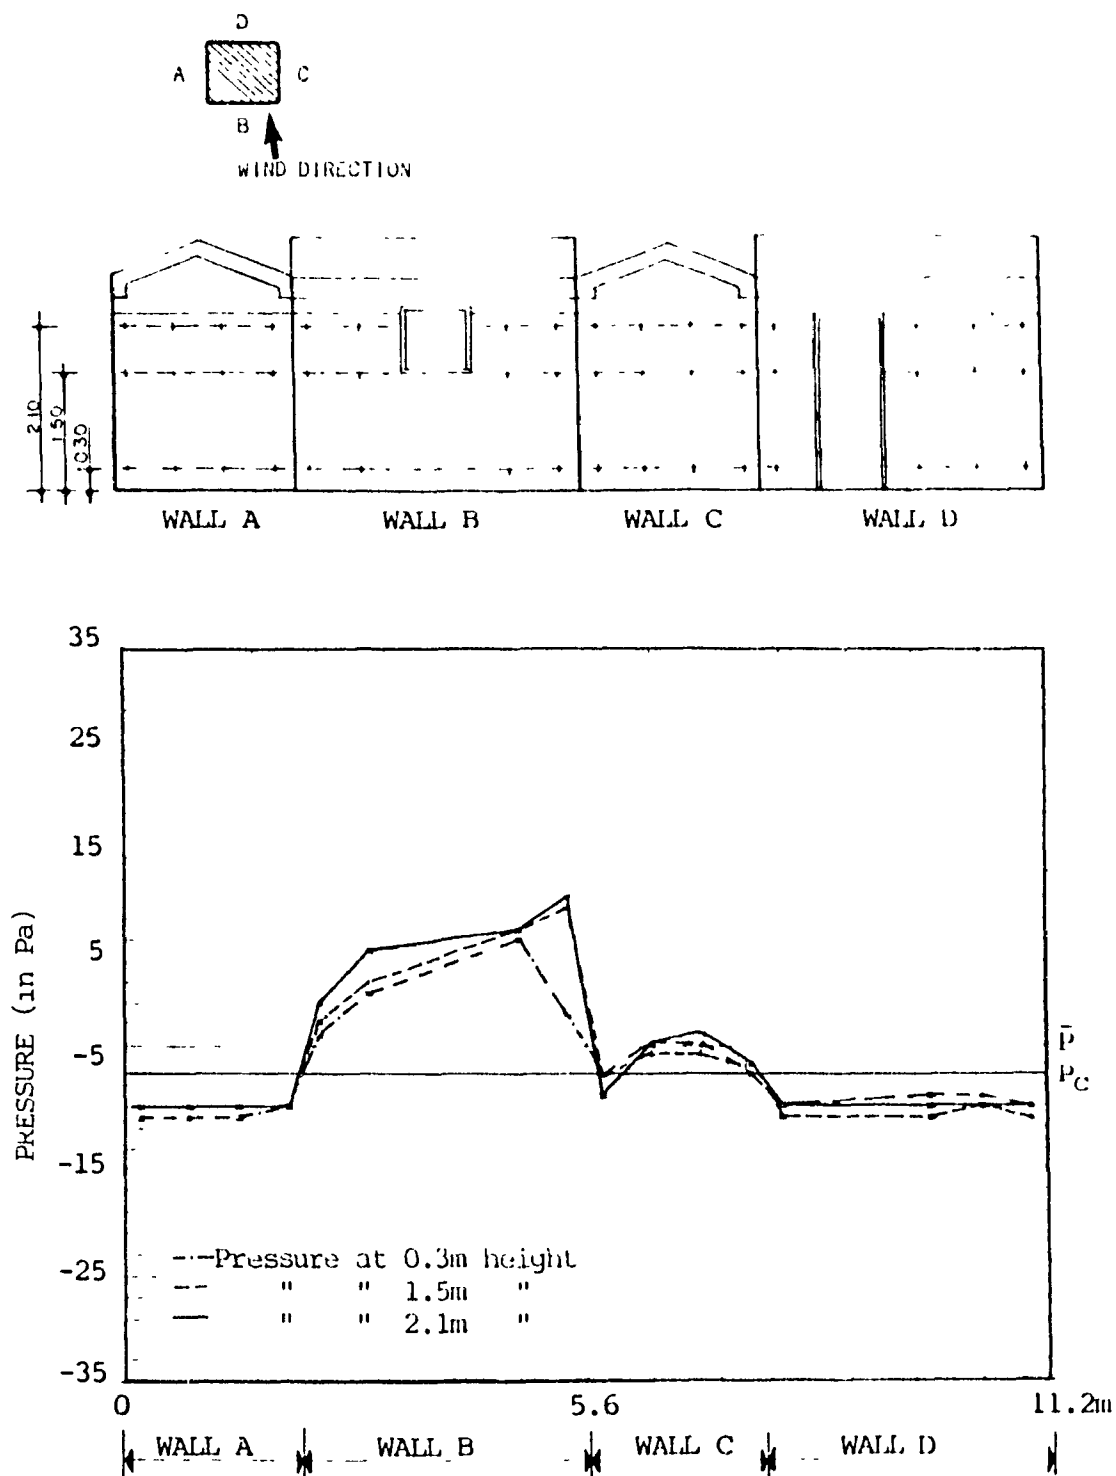 D
A C
B
WIND DIRECTION
2.10
1.50
0.30
WALL A WALL B WALL C WALL D
35
25
15
5
-5
-15
-25
-35
PRESSURE (in Pa)
P̄
Pc
Pressure at 0.3m height
" " 1.5m "
" " 2.1m "
0 5.6 11.2m
WALL A WALL B WALL C WALL D